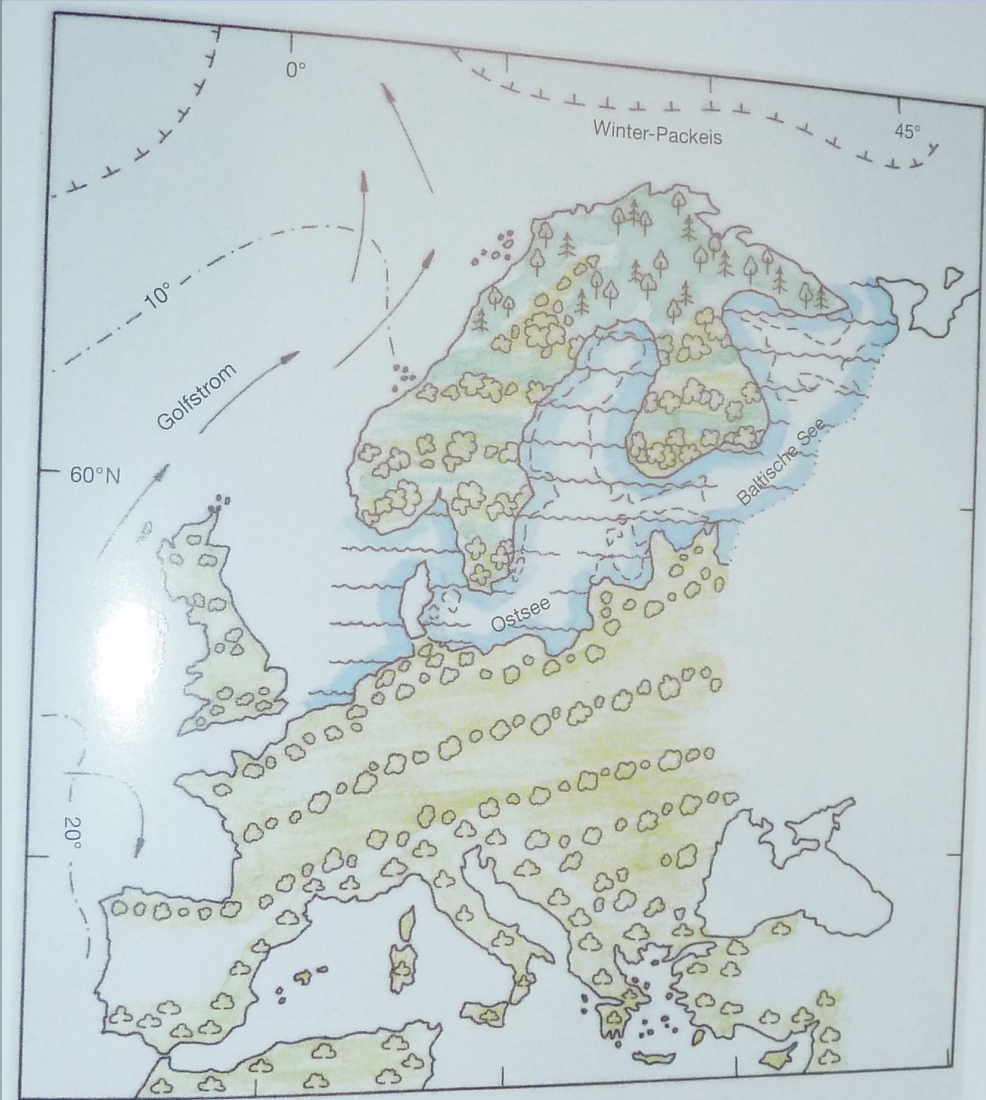 0°
45°
Winter-Packeis
10°
Golfstrom
60°N
Baltische See
Ostsee
20°